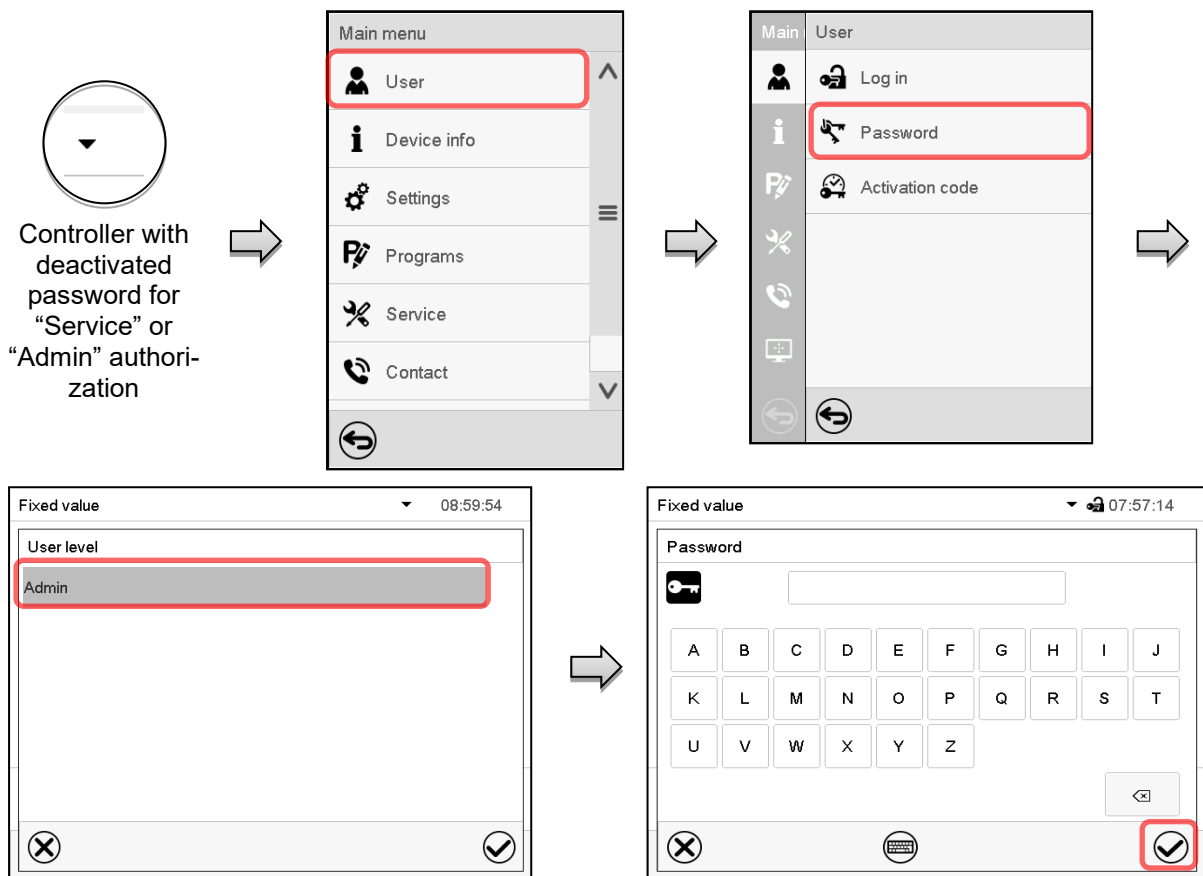 Controller with
deactivated
password for
“Service” or
“Admin” authori-
zation
Main menu
User
Device info
Settings
Programs
Service
Contact
Main
User
Log in
Password
Activation code
Fixed value 08:59:54
User level
Admin
Fixed value 07:57:14
Password
A B C D E F G H I J
K L M N O P Q R S T
U V W X Y Z